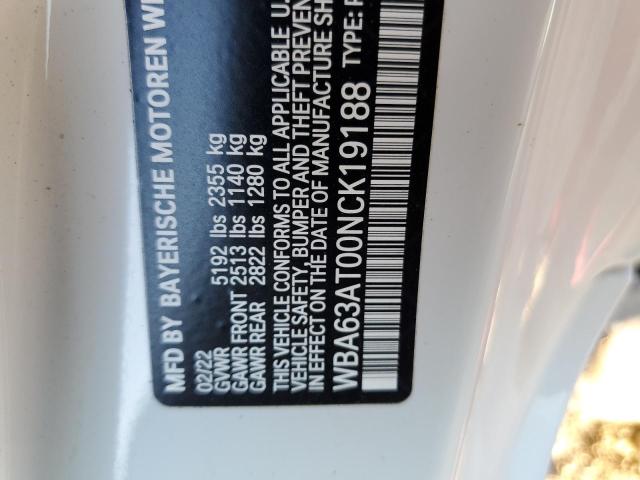 MFD BY BAYERISCHE MOTOREN
02/22
GVWR 5192 lbs 2355 kg
GAWR FRONT 2513 lbs 1140 kg
GAWR REAR 2822 lbs 1280 kg
THIS VEHICLE CONFORMS TO ALL APPLICABLE U.
VEHICLE SAFETY, BUMPER AND THEFT PREVEN
IN EFFECT ON THE DATE OF MANUFACTURE SH
WBA63AT00NCK19188 TYPE: